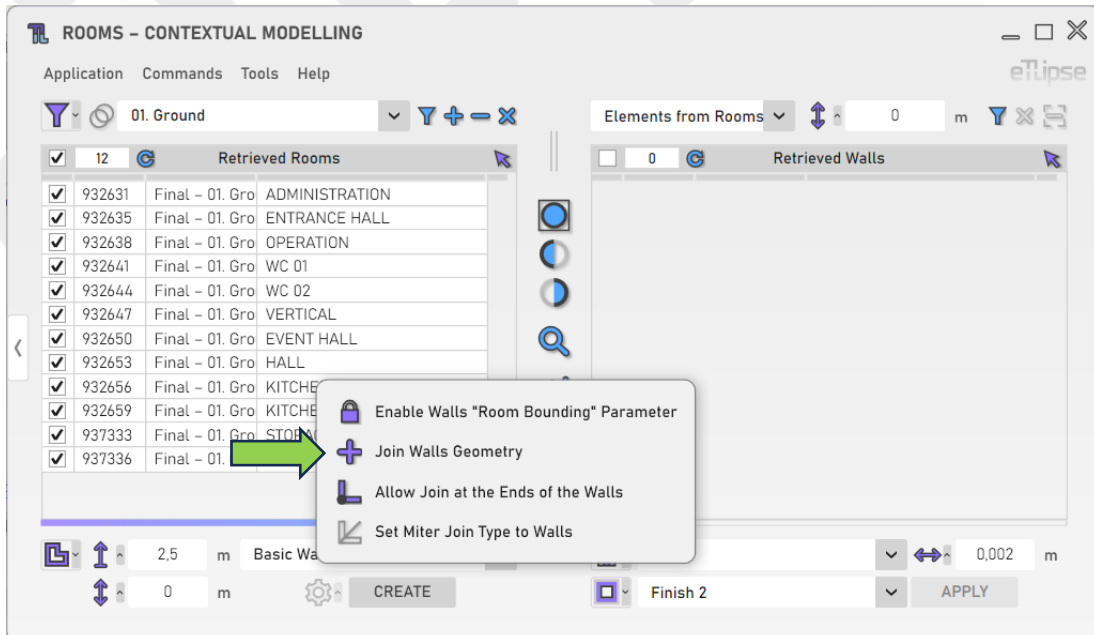 ROOMS – CONTEXTUAL MODELLING
Application Commands Tools Help
eTLipse
01. Ground
Elements from Rooms 0 m
12 Retrieved Rooms
0 Retrieved Walls
932631 Final – 01. Gro ADMINISTRATION
932635 Final – 01. Gro ENTRANCE HALL
932638 Final – 01. Gro OPERATION
932641 Final – 01. Gro WC 01
932644 Final – 01. Gro WC 02
932647 Final – 01. Gro VERTICAL
932650 Final – 01. Gro EVENT HALL
932653 Final – 01. Gro HALL
932656 Final – 01. Gro KITCHE
932659 Final – 01. Gro KITCHE
937333 Final – 01. Gro STORAG
937336 Final – 01.
Enable Walls "Room Bounding" Parameter
Join Walls Geometry
Allow Join at the Ends of the Walls
Set Miter Join Type to Walls
2,5 m Basic Wa
0,002 m
0 m CREATE
Finish 2 APPLY